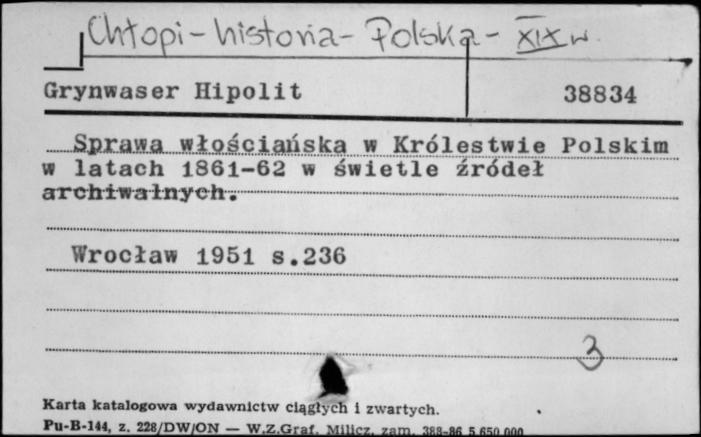 Chłopi - historia - Polska - XIX w.
Grynwaser Hipolit 38834
Sprawa włościańska w Królestwie Polskim
w latach 1861-62 w świetle źródeł
archiwalnych.
Wrocław 1951 s.236
3
Karta katalogowa wydawnictw ciągłych i zwartych.
Pu-B-144, z. 228/DW/ON — W.Z.Graf. Milicz, zam. 388-86 5.650.000